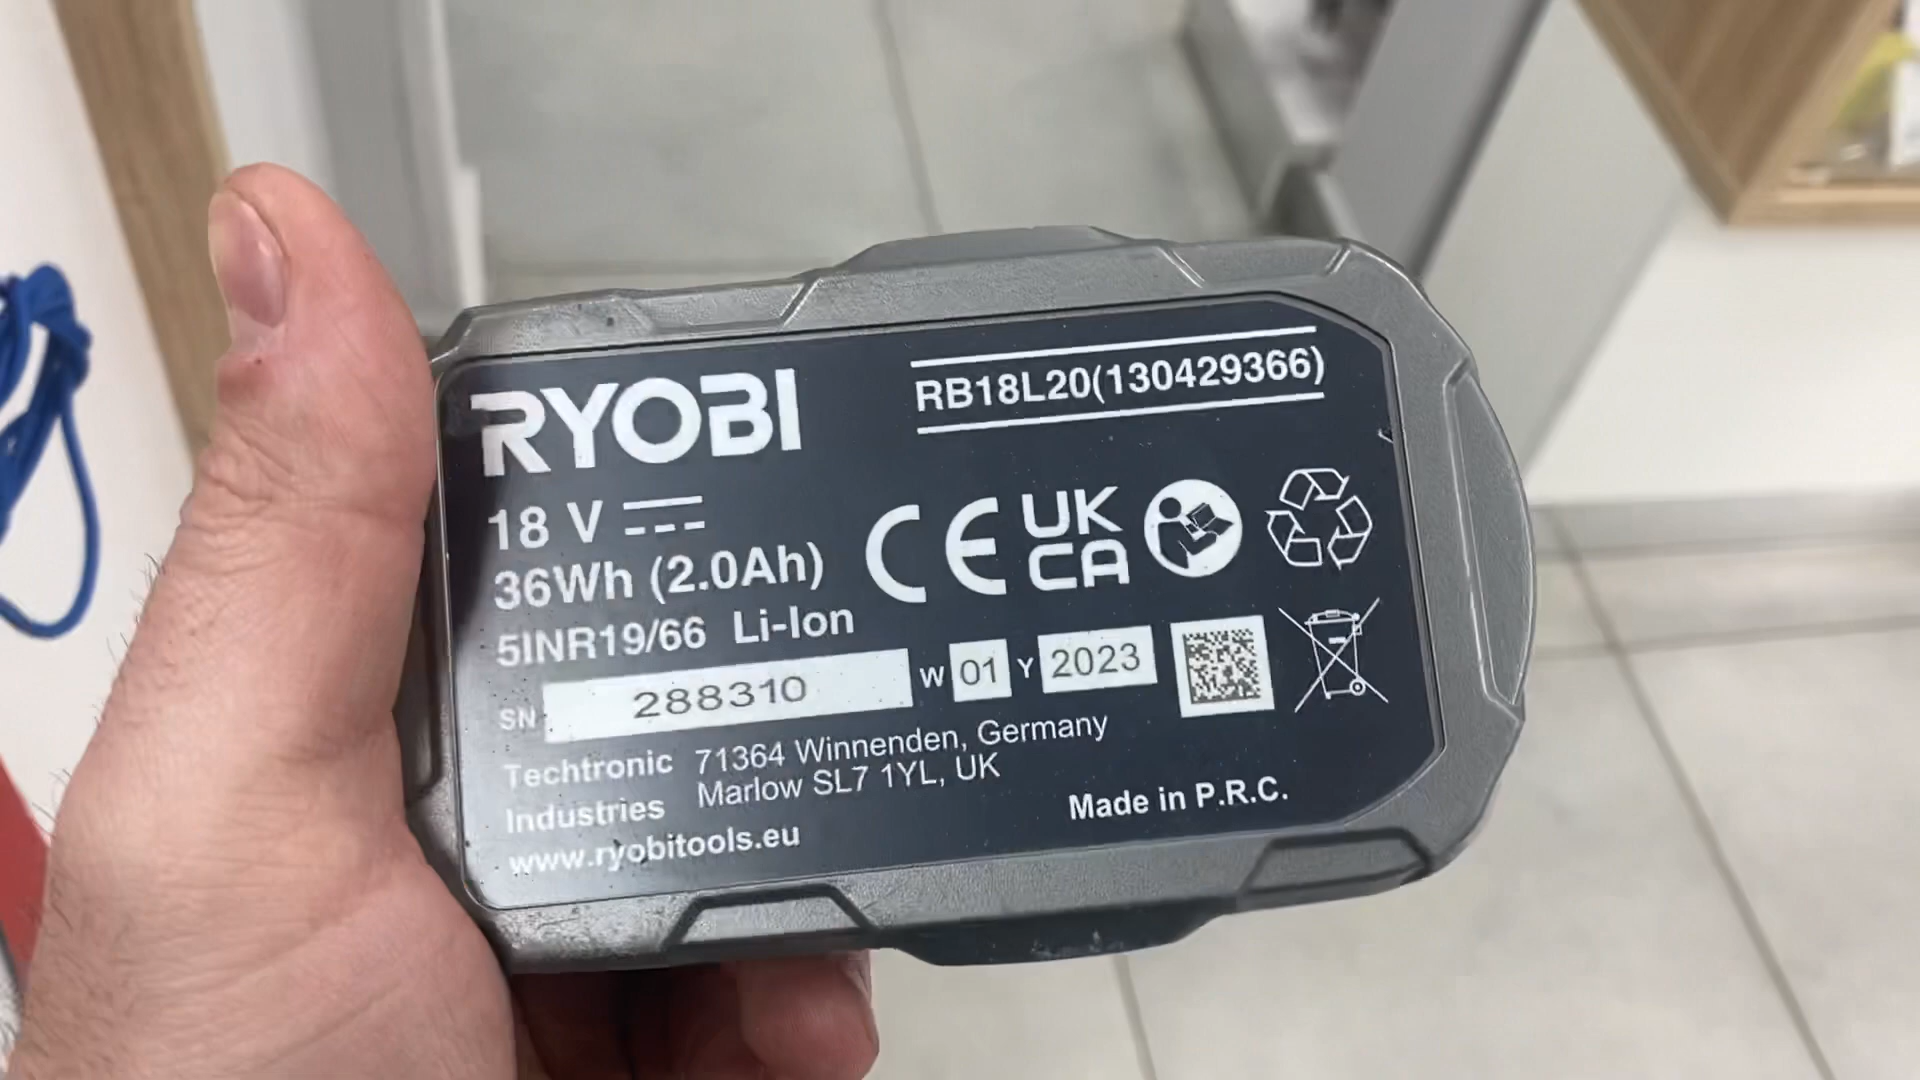 RYOBI
RB18L20(130429366)
18 V
36Wh (2.0Ah)
CE UK CA
5INR19/66 Li-Ion
SN 288310 W 01 Y 2023
Techtronic Industries
71364 Winnenden, Germany
Marlow SL7 1YL, UK
www.ryobitools.eu
Made in P.R.C.